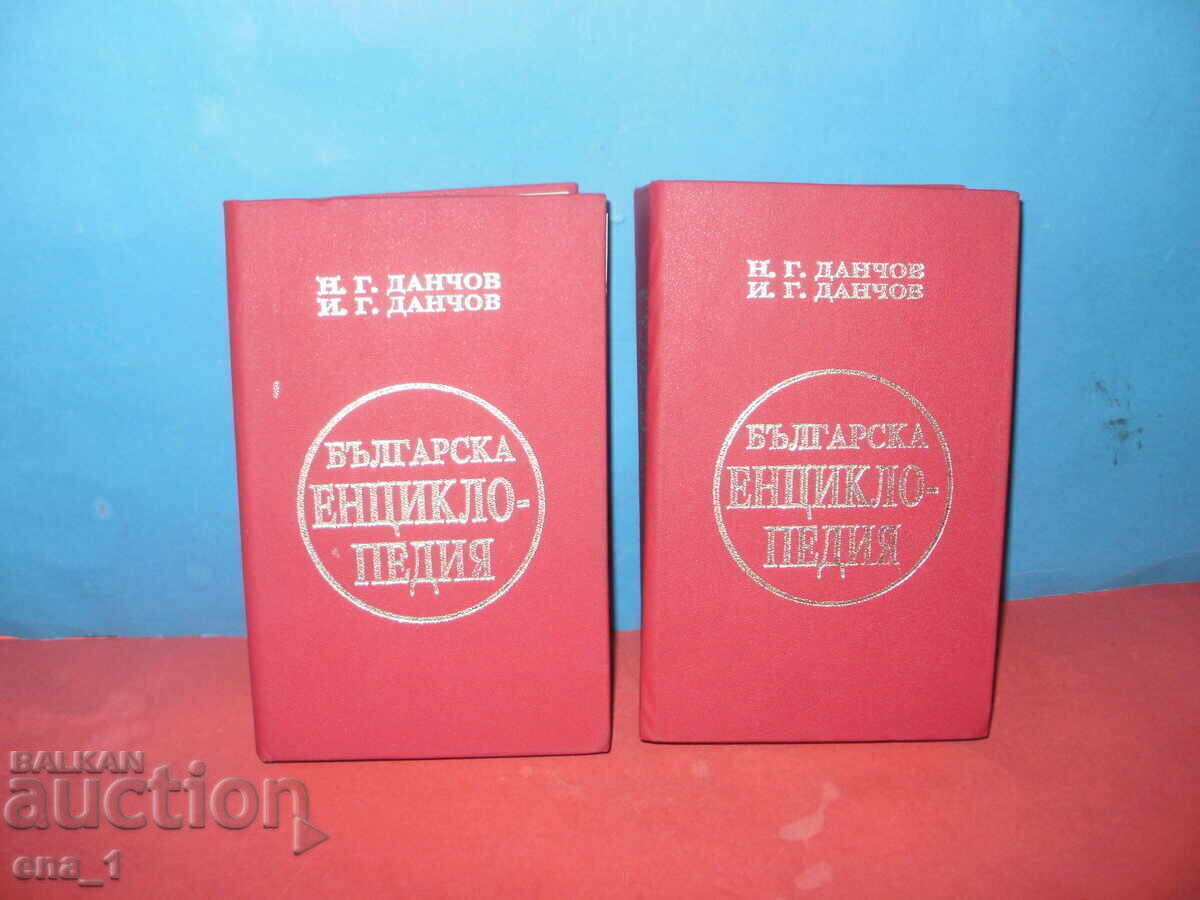 Н. Г. ДАНЧОВ
И. Г. ДАНЧОВ
БЪЛГАРСКА
ЕНЦИКЛО-
ПЕДИЯ
Н. Г. ДАНЧОВ
И. Г. ДАНЧОВ
БЪЛГАРСКА
ЕНЦИКЛО-
ПЕДИЯ
BALKAN
auction
ena_1